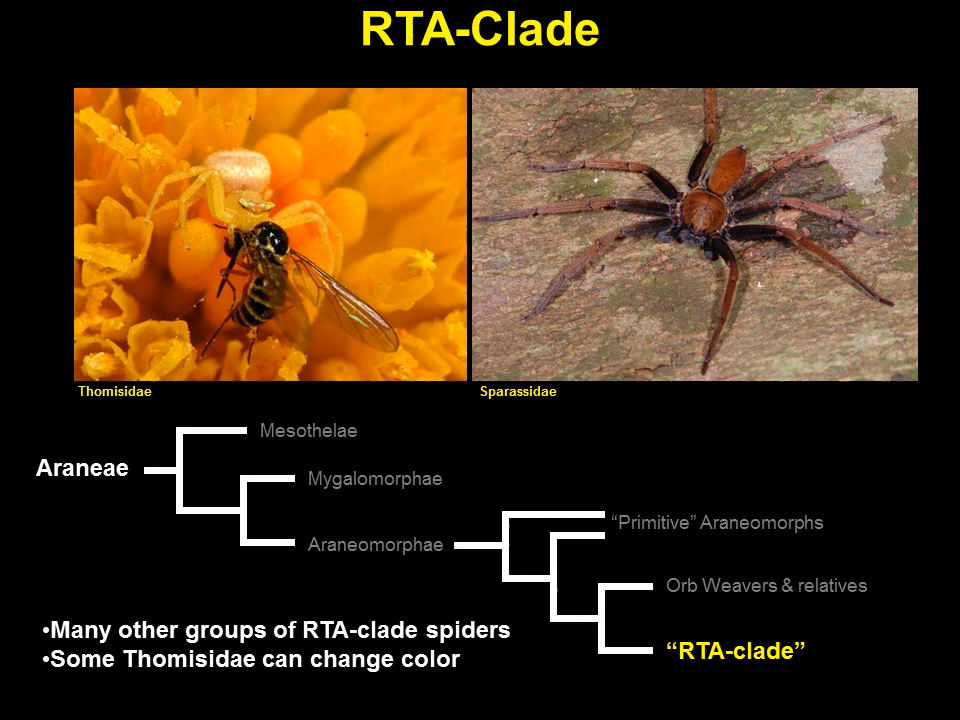 RTA-Clade
Thomisidae
Sparassidae
Mesothelae
Araneae
Mygalomorphae
“Primitive” Araneomorphs
Araneomorphae
Orb Weavers & relatives
•Many other groups of RTA-clade spiders
“RTA-clade”
•Some Thomisidae can change color